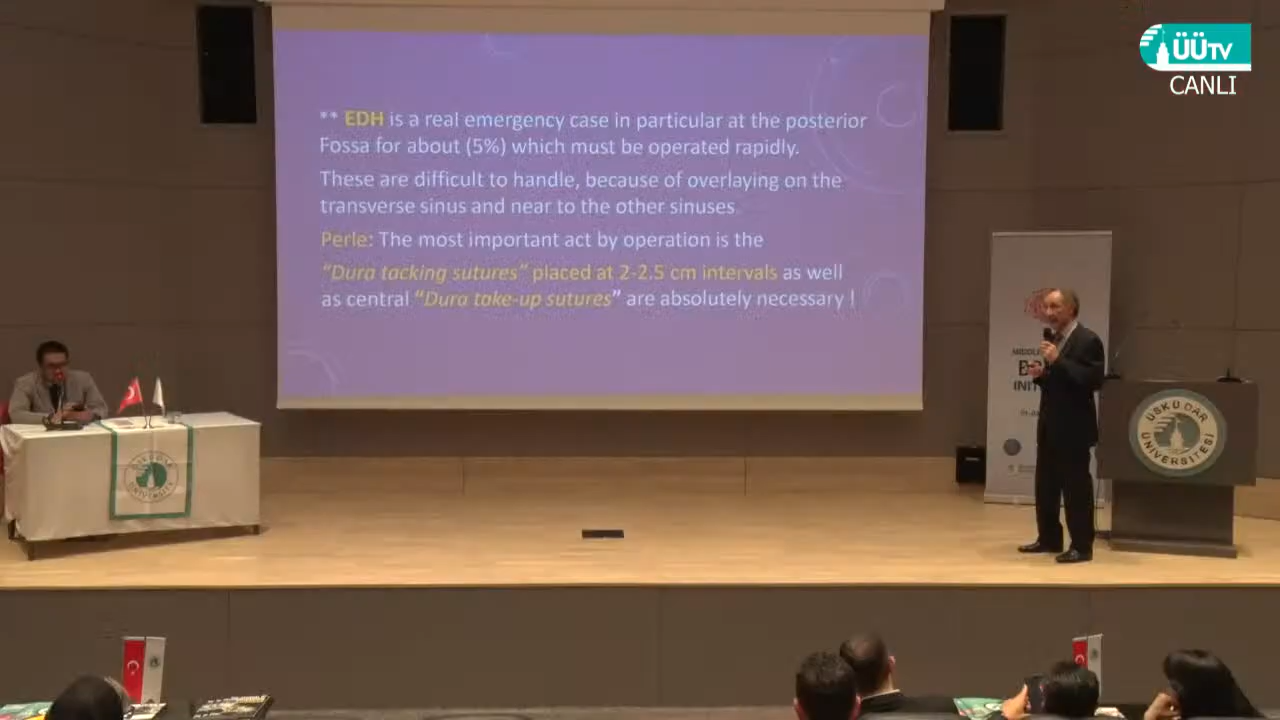 ÜÜTV
CANLI
** EDH is a real emergency case in particular at the posterior
Fossa for about (5%) which must be operated rapidly.
These are difficult to handle, because of overlaying on the
transverse sinus and near to the other sinuses
Perle: The most important act by operation is the
“Dura tacking sutures” placed at 2-2.5 cm intervals as well
as central “Dura take-up sutures” are absolutely necessary !
ÜSKÜDAR
ÜNİVERSİTESİ